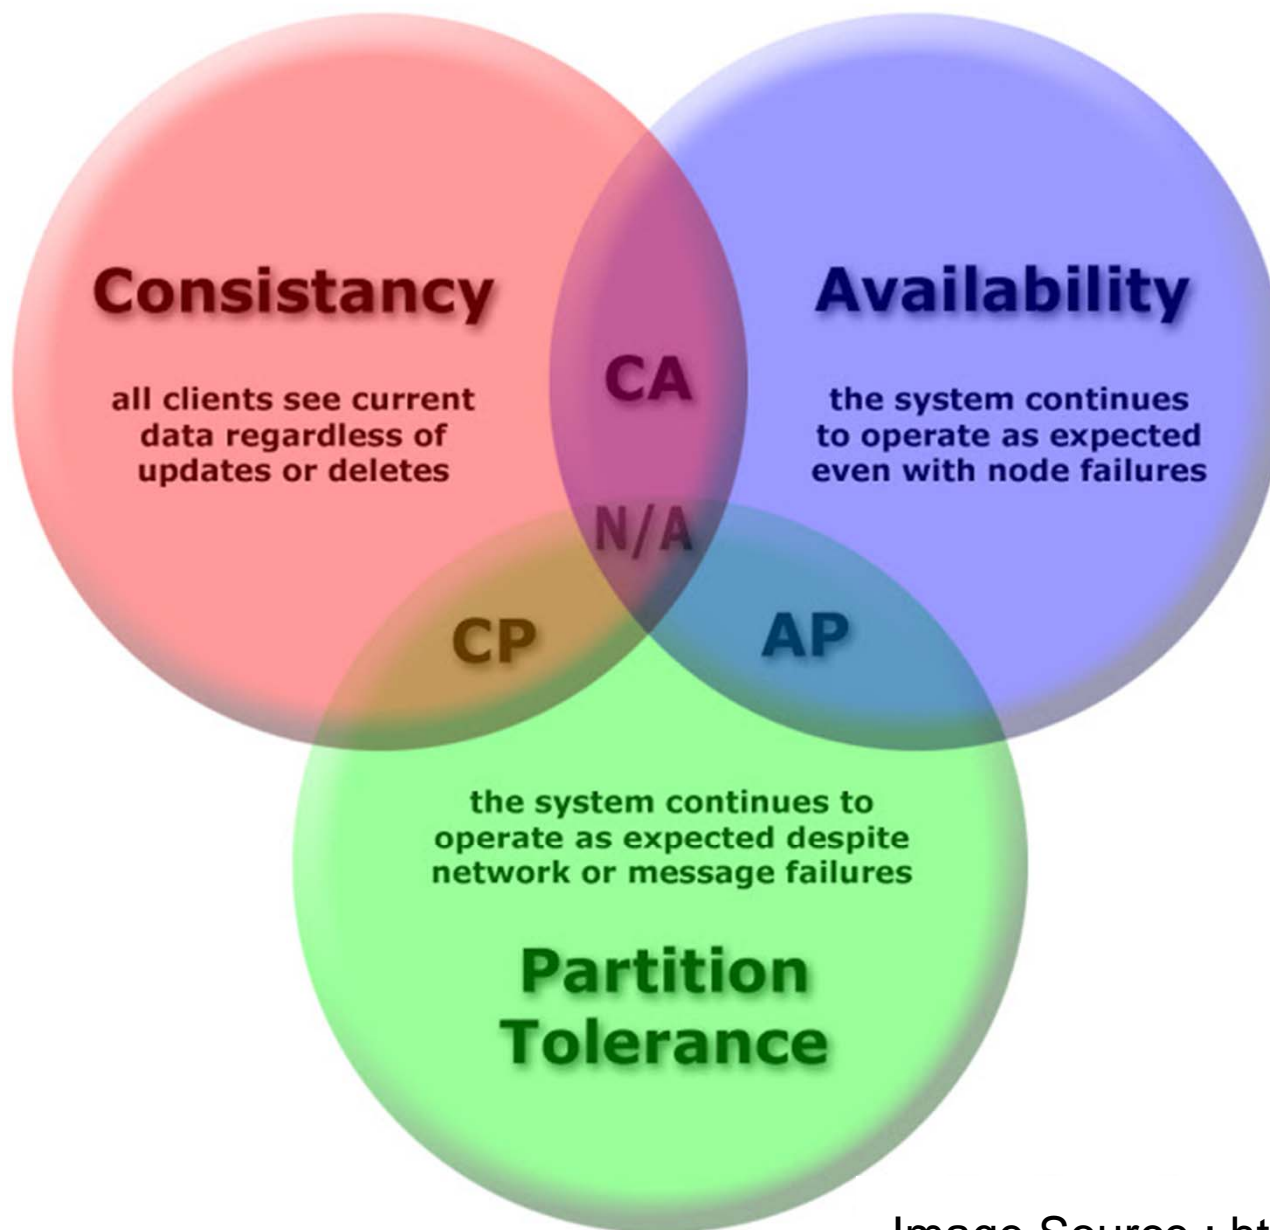 Consistancy
all clients see current
data regardless of
updates or deletes
Availability
the system continues
to operate as expected
even with node failures
CA
N/A
CP
AP
the system continues to
operate as expected despite
network or message failures
Partition
Tolerance
Image Source :